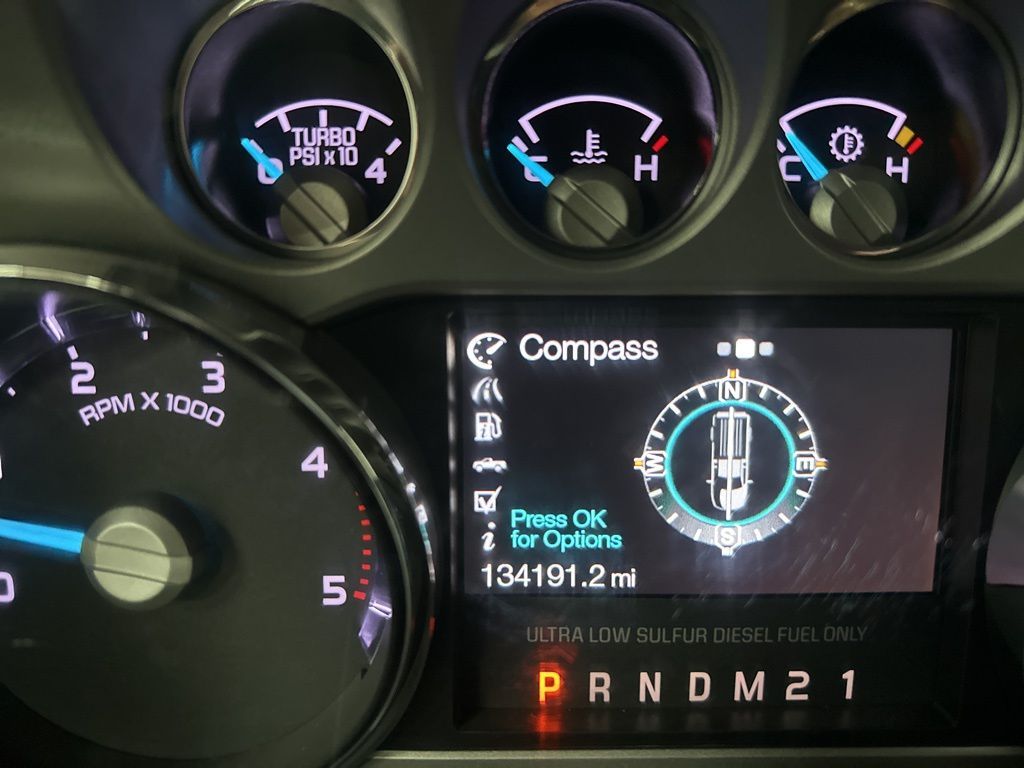 TURBO
PSI x 10
0 4
C H
C H
2 3
RPM X 1000
4
5
0
Compass
N
W E
S
Press OK
for Options
i
134191.2 mi
ULTRA LOW SULFUR DIESEL FUEL ONLY
P R N D M 2 1